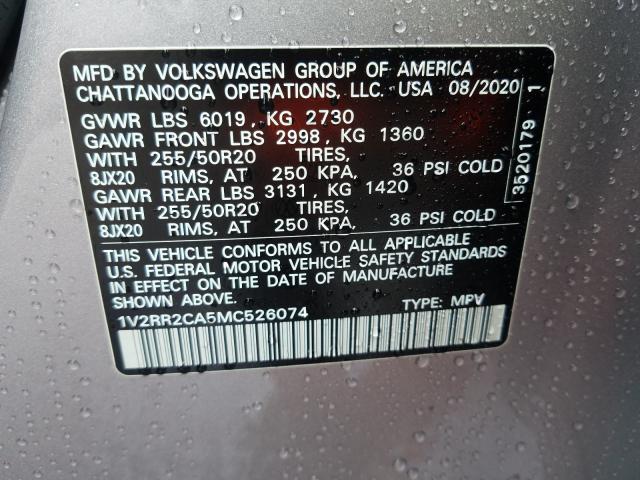 MFD BY VOLKSWAGEN GROUP OF AMERICA
CHATTANOOGA OPERATIONS, LLC. USA 08/2020
GVWR LBS 6019, KG 2730
GAWR FRONT LBS 2998, KG 1360
WITH 255/50R20 TIRES,
8JX20 RIMS, AT 250 KPA, 36 PSI COLD
GAWR REAR LBS 3131, KG 1420
WITH 255/50R20 TIRES,
8JX20 RIMS, AT 250 KPA, 36 PSI COLD
THIS VEHICLE CONFORMS TO ALL APPLICABLE
U.S. FEDERAL MOTOR VEHICLE SAFETY STANDARDS
IN EFFECT ON THE DATE OF MANUFACTURE
SHOWN ABOVE. TYPE: MPV
1V2RR2CA5MC526074
3520179 1